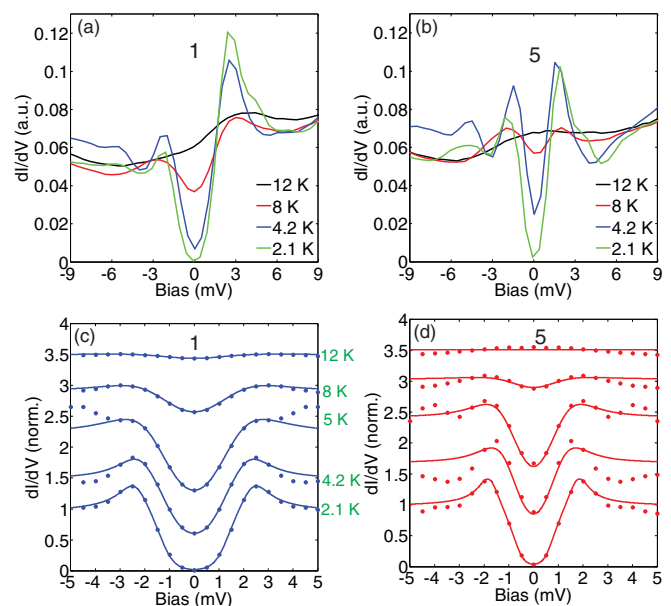 (a)
1
dI/dV (a.u.)
0.12
0.1
0.08
0.06
0.04
0.02
0
12 K
8 K
4.2 K
2.1 K
-9 -6 -3 0 3 6 9
Bias (mV)
(b)
5
dI/dV (a.u.)
0.12
0.1
0.08
0.06
0.04
0.02
0
12 K
8 K
4.2 K
2.1 K
-9 -6 -3 0 3 6 9
Bias (mV)
(c)
1
dI/dV (norm.)
3.5
3
2.5
2
1.5
1
0.5
0
12 K
8 K
5 K
4.2 K
2.1 K
-5 -4 -3 -2 -1 0 1 2 3 4 5
Bias (mV)
(d)
5
dI/dV (norm.)
3.5
3
2.5
2
1.5
1
0.5
0
-5 -4 -3 -2 -1 0 1 2 3 4 5
Bias (mV)